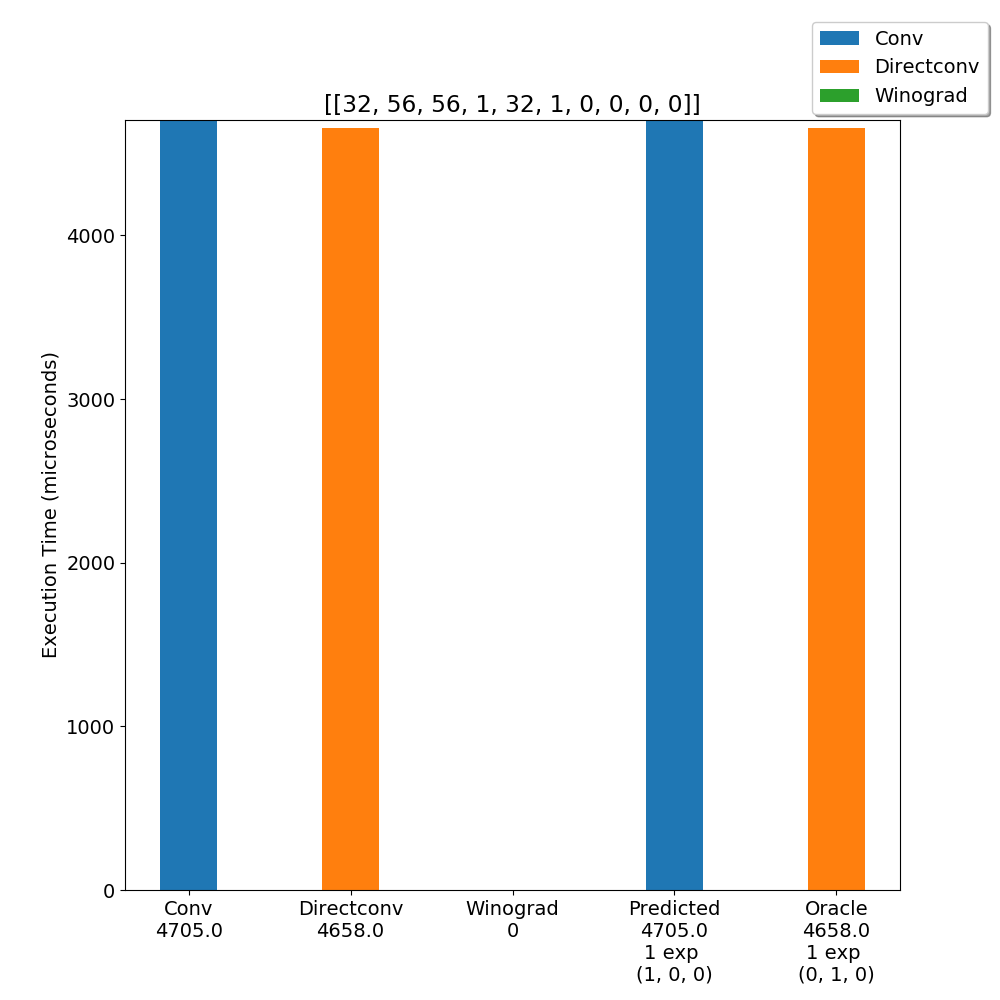 Conv
Directconv
Winograd
[[32, 56, 56, 1, 32, 1, 0, 0, 0, 0]]
Execution Time (microseconds)
4000
3000
2000
1000
0
Conv
4705.0
Directconv
4658.0
Winograd
0
Predicted
4705.0
1 exp
(1, 0, 0)
Oracle
4658.0
1 exp
(0, 1, 0)